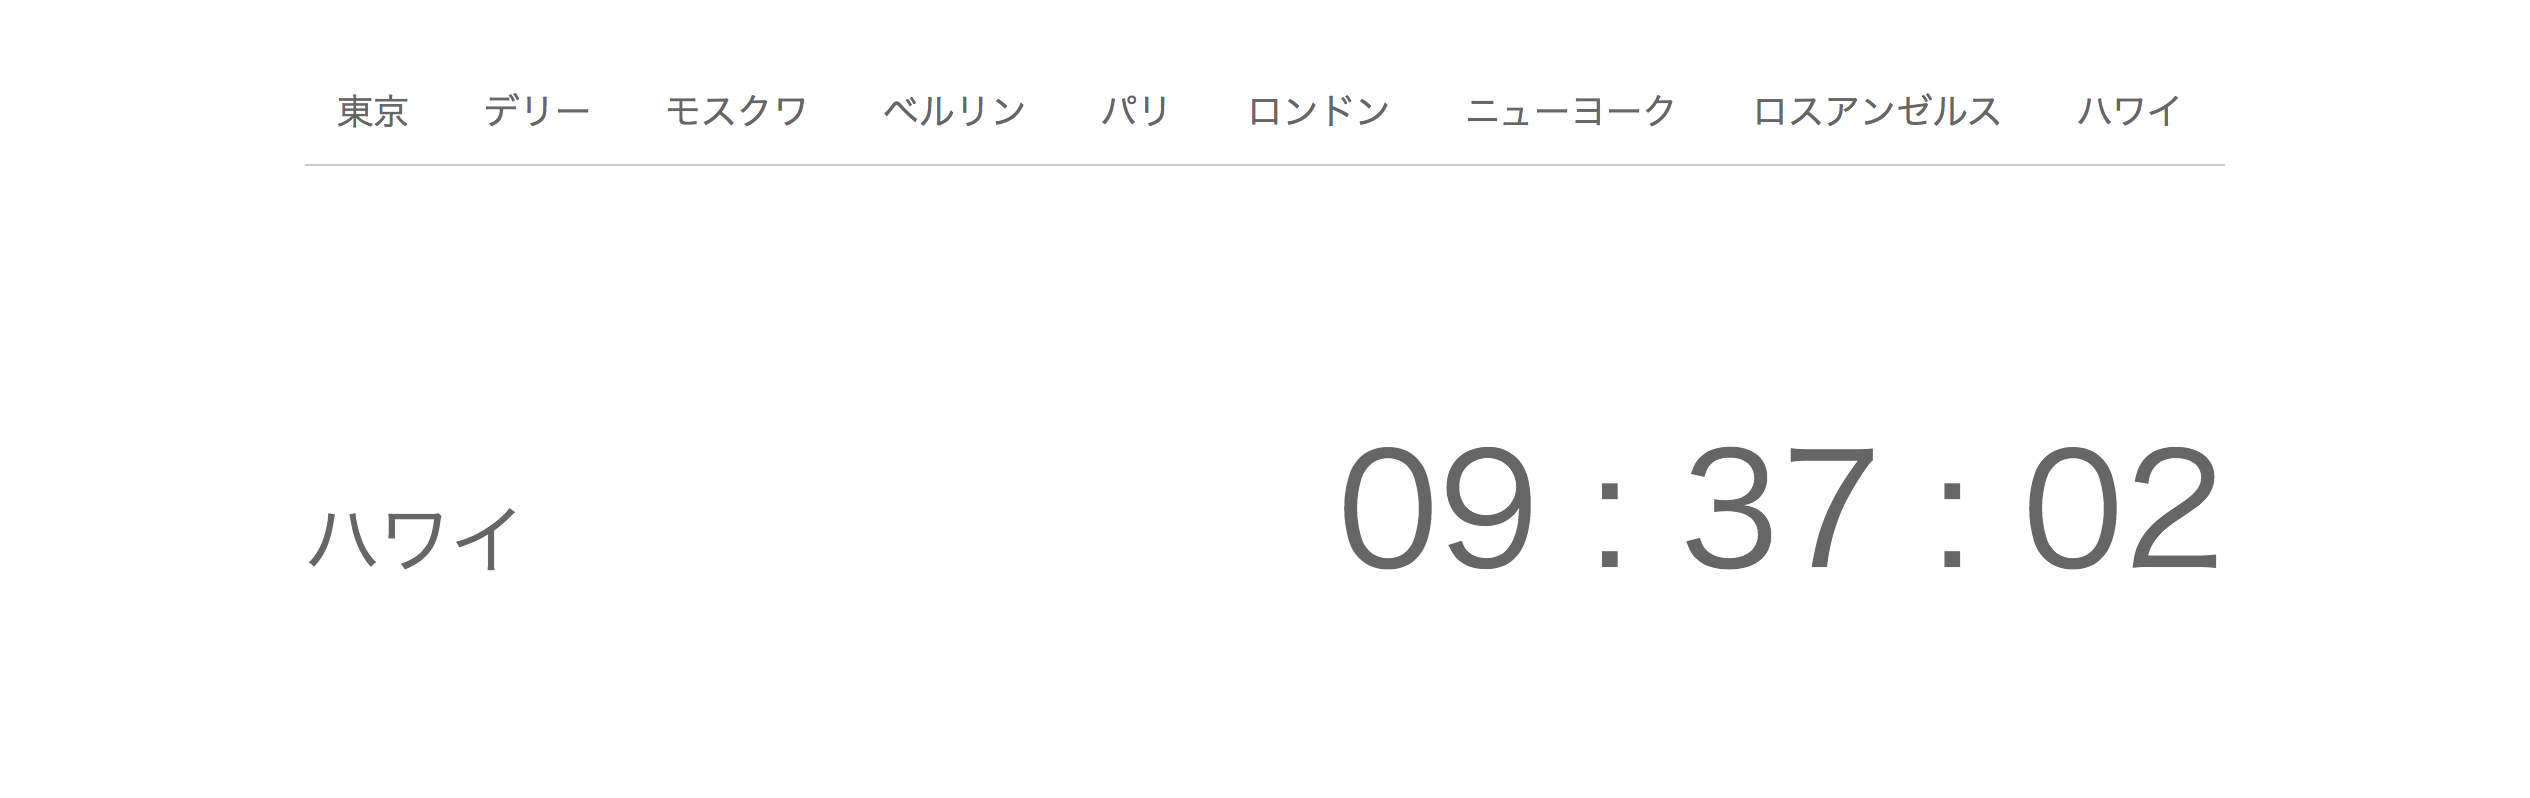 東京 デリー モスクワ ベルリン パリ ロンドン ニューヨーク ロスアンゼルス ハワイ
ハワイ 09 : 37 : 02